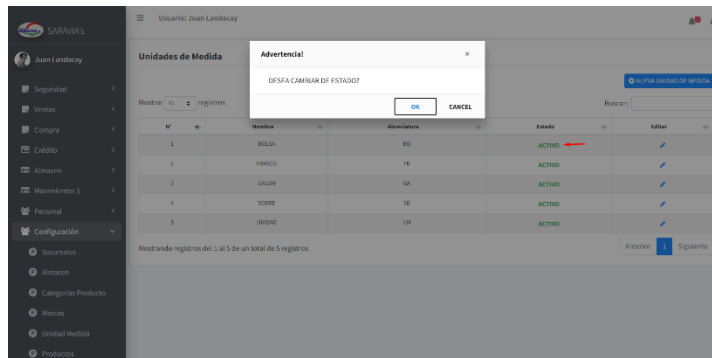 Usuario: Juan Landacay
SARAVIA's
Juan Landacay
Seguridad
Ventas
Compra
Crédito
Almacen
Movimientos S
Personal
Configuración
Sucursales
Almacen
Categorias Producto
Marcas
Unidad Medida
Productos
Unidades de Medida
Advertencia! ×
DESEA CAMBIAR DE ESTADO?
OK CANCEL
NUEVA UNIDAD DE MEDIDA
Mostrar registros
Buscar:
N° Nombre Abreviatura Estado Editar
1 BOLSA BO ACTIVO
2 FRASCO FR ACTIVO
3 GALON GA ACTIVO
4 SOBRE SB ACTIVO
5 UNIDAD UN ACTIVO
Mostrando registros del 1 al 5 de un total de 5 registros
Anterior 1 Siguiente